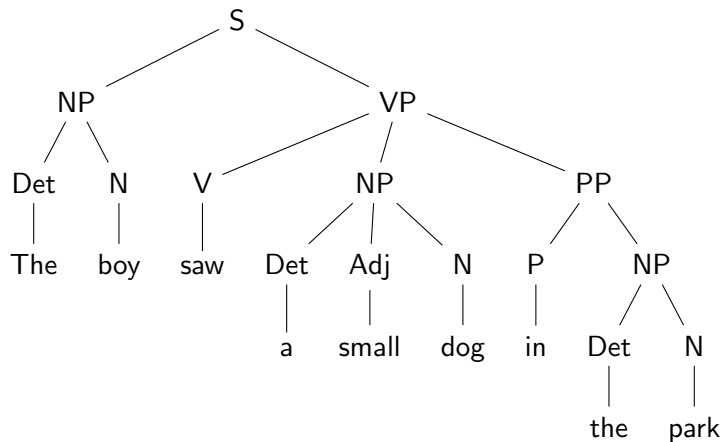 S
NP VP
Det N V NP PP
The boy saw Det Adj N P NP
a small dog in Det N
the park